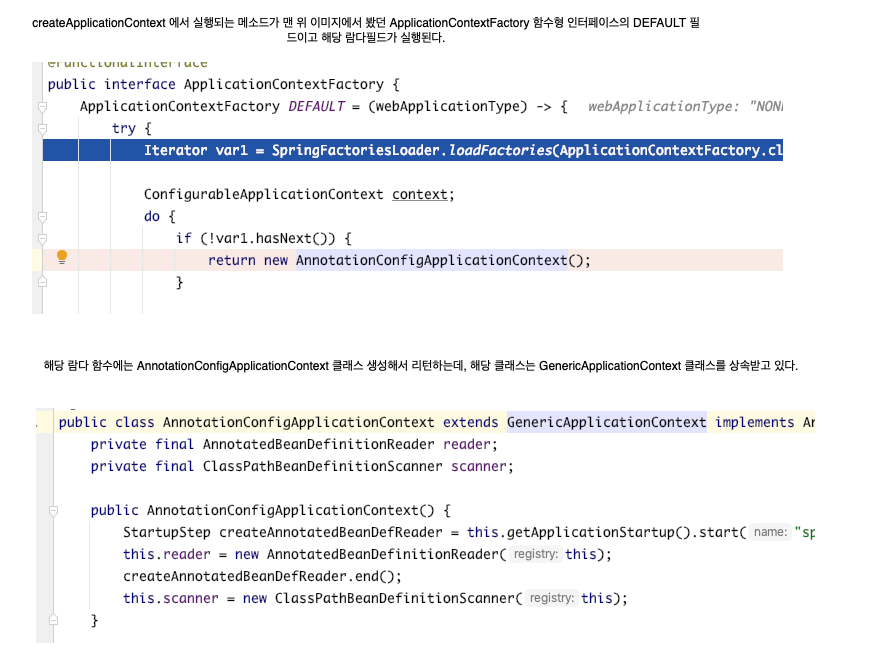 createApplicationContext 에서 실행되는 메소드가 맨 위 이미지에서 봤던 ApplicationContextFactory 함수형 인터페이스의 DEFAULT 필
드이고 해당 람다필드가 실행된다.
@FunctionalInterface
public interface ApplicationContextFactory {
ApplicationContextFactory DEFAULT = (webApplicationType) -> { webApplicationType: "NONE
try {
Iterator var1 = SpringFactoriesLoader.loadFactories(ApplicationContextFactory.cl
ConfigurableApplicationContext context;
do {
if (!var1.hasNext()) {
return new AnnotationConfigApplicationContext();
}
해당 람다 함수에는 AnnotationConfigApplicationContext 클래스 생성해서 리턴하는데, 해당 클래스는 GenericApplicationContext 클래스를 상속받고 있다.
public class AnnotationConfigApplicationContext extends GenericApplicationContext implements An
private final AnnotatedBeanDefinitionReader reader;
private final ClassPathBeanDefinitionScanner scanner;
public AnnotationConfigApplicationContext() {
StartupStep createAnnotatedBeanDefReader = this.getApplicationStartup().start( name: "sp
this.reader = new AnnotatedBeanDefinitionReader( registry: this);
createAnnotatedBeanDefReader.end();
this.scanner = new ClassPathBeanDefinitionScanner( registry: this);
}